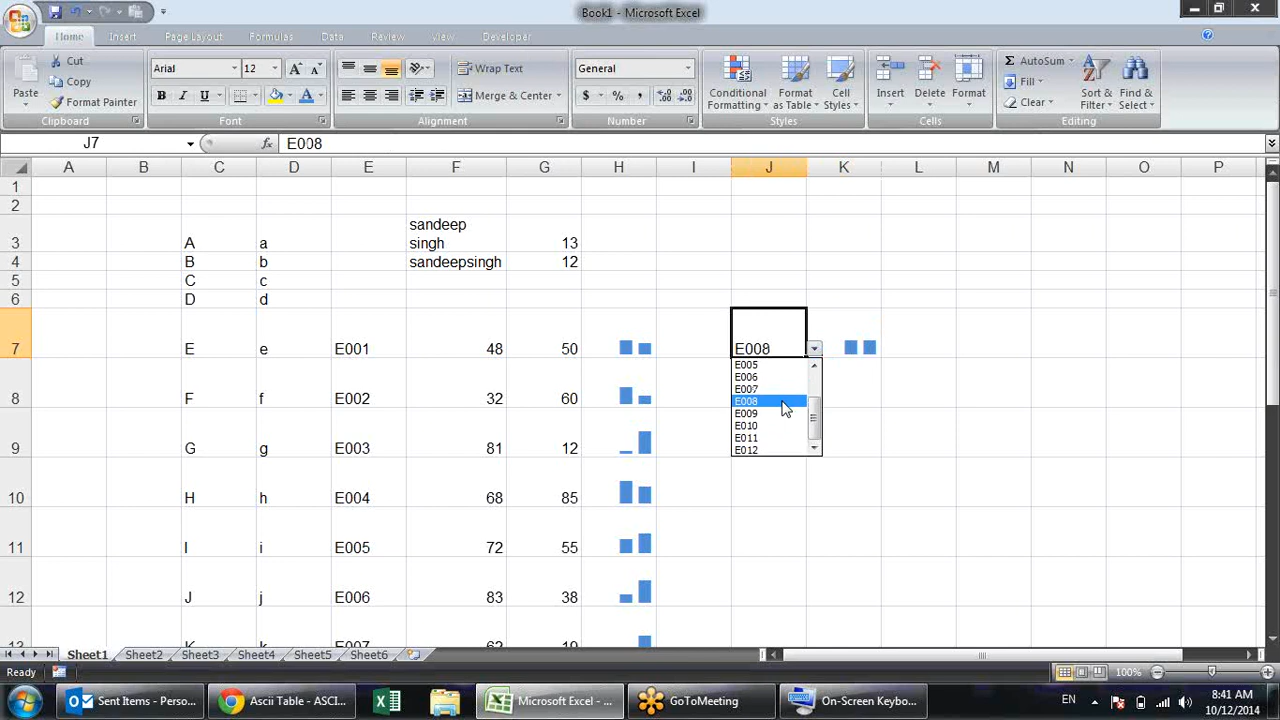 Book1 - Microsoft Excel
Home Insert Page Layout Formulas Data Review View Developer
Paste
Cut
Copy
Format Painter
Clipboard
Arial 12
B I U
Font
Wrap Text
Merge & Center
Alignment
General
$ % ,
Number
Conditional Formatting
Format as Table
Cell Styles
Styles
Insert Delete Format
Cells
AutoSum
Fill
Clear
Sort & Filter
Find & Select
Editing
J7 fx E008
A B C D E F G H I J K L M N O P
1
2
3 A a sandeep singh 13
4 B b sandeepsingh 12
5 C c
6 D d
7 E e E001 48 50 E008
8 F f E002 32 60
9 G g E003 81 12
10 H h E004 68 85
11 I i E005 72 55
12 J j E006 83 38
13 K k E007 62 19
E005
E006
E007
E008
E009
E010
E011
E012
Sheet1 Sheet2 Sheet3 Sheet4 Sheet5 Sheet6
Ready 100%
Sent Items - Perso...
Ascii Table - ASCI...
Microsoft Excel - ...
GoToMeeting
On-Screen Keybo...
EN
8:41 AM
10/12/2014